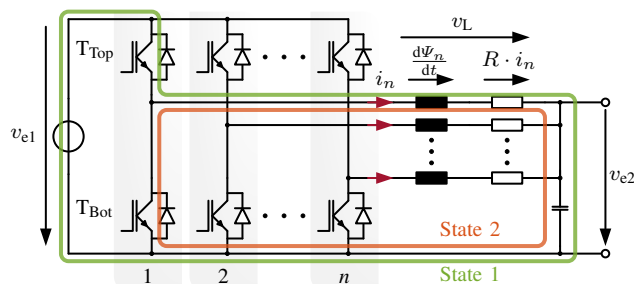 v_L
T_Top
dΨ_n
dt
R · i_n
i_n
v_e1
v_e2
T_Bot
State 2
State 1
1
2
n